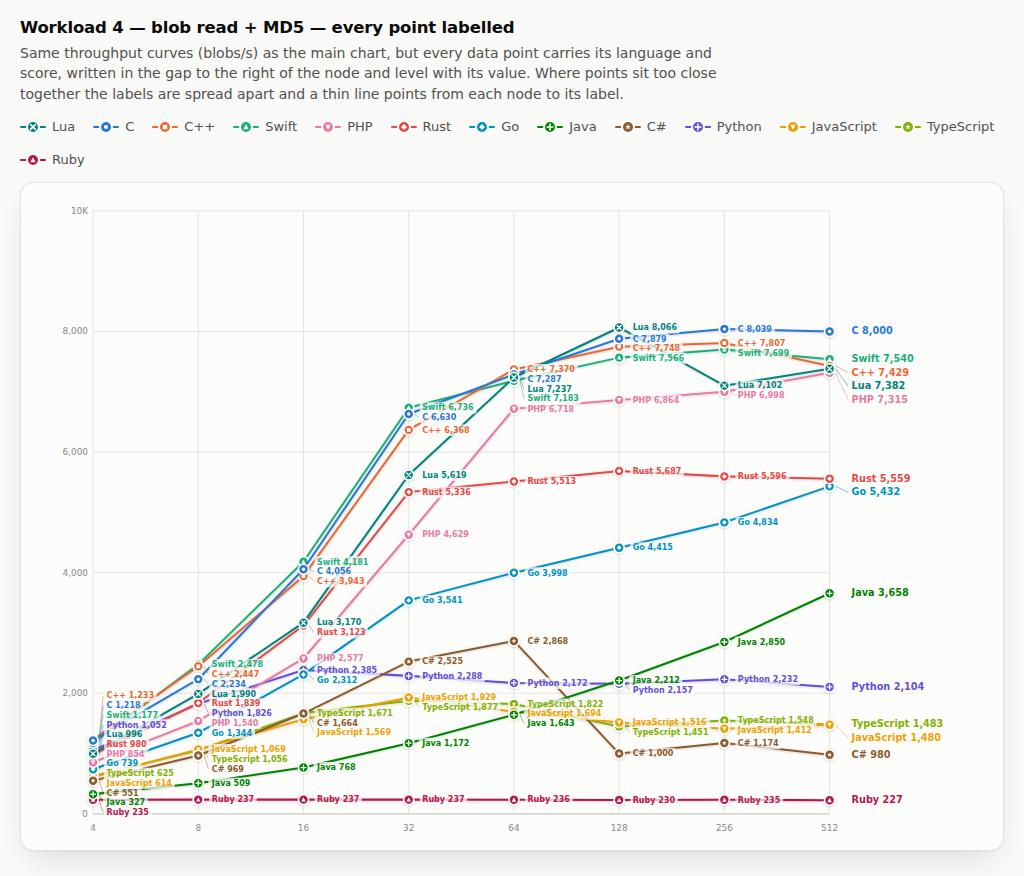 Workload 4 — blob read + MD5 — every point labelled
Same throughput curves (blobs/s) as the main chart, but every data point carries its language and
score, written in the gap to the right of the node and level with its value. Where points sit too close
together the labels are spread apart and a thin line points from each node to its label.
Lua C C++ Swift PHP Rust Go Java C# Python JavaScript TypeScript
Ruby
10K
8,000
6,000
4,000
2,000
0
C++ 1,233
C 1,218
Swift 1,177
Python 1,052
Lua 996
Rust 980
PHP 854
Go 739
TypeScript 625
JavaScript 614
C# 551
Java 327
Ruby 235
Swift 2,478
C++ 2,447
C 2,234
Lua 1,990
Rust 1,839
Python 1,826
PHP 1,540
Go 1,344
JavaScript 1,069
TypeScript 1,056
C# 969
Java 509
Ruby 237
Swift 4,181
C 4,056
C++ 3,943
Lua 3,170
Rust 3,123
PHP 2,577
Python 2,385
Go 2,312
TypeScript 1,671
C# 1,664
JavaScript 1,569
Java 768
Ruby 237
Swift 6,736
C 6,630
C++ 6,368
Lua 5,619
Rust 5,336
PHP 4,629
Go 3,541
C# 2,525
Python 2,288
JavaScript 1,929
TypeScript 1,877
Java 1,172
Ruby 237
C++ 7,370
C 7,287
Lua 7,237
Swift 7,183
PHP 6,718
Rust 5,513
Go 3,998
C# 2,868
Python 2,172
TypeScript 1,822
JavaScript 1,694
Java 1,643
Ruby 236
Lua 8,066
C 7,879
C++ 7,748
Swift 7,566
PHP 6,864
Rust 5,687
Go 4,415
Java 2,212
Python 2,157
JavaScript 1,516
TypeScript 1,451
C# 1,000
Ruby 230
C 8,039
C++ 7,807
Swift 7,699
Lua 7,102
PHP 6,998
Rust 5,596
Go 4,834
Java 2,850
Python 2,232
TypeScript 1,548
JavaScript 1,412
C# 1,174
Ruby 235
C 8,000
Swift 7,540
C++ 7,429
Lua 7,382
PHP 7,315
Rust 5,559
Go 5,432
Java 3,658
Python 2,104
TypeScript 1,483
JavaScript 1,480
C# 980
Ruby 227
4 8 16 32 64 128 256 512